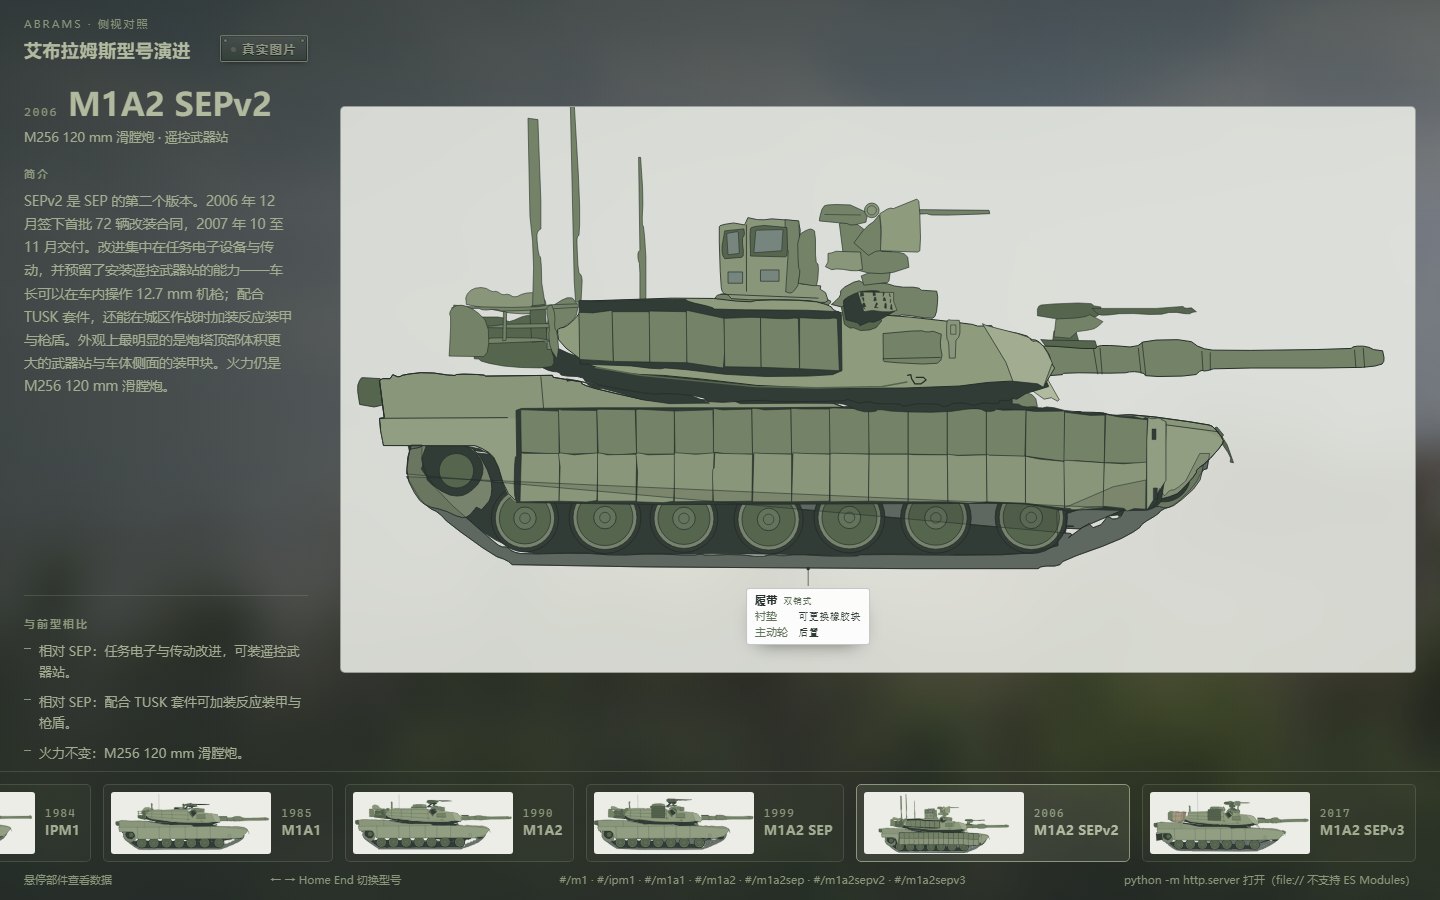 ABRAMS · 侧视对照
艾布拉姆斯型号演进
真实图片
2006 M1A2 SEPv2
M256 120 mm 滑膛炮 · 遥控武器站
简介
SEPv2 是 SEP 的第二个版本。2006 年 12
月签下首批 72 辆改装合同，2007 年 10 至
11 月交付。改进集中在任务电子设备与传
动，并预留了安装遥控武器站的能力——车
长可以在车内操作 12.7 mm 机枪；配合
TUSK 套件，还能在城区作战时加装反应装甲
与枪盾。外观上最明显的是炮塔顶部体积更
大的武器站与车体侧面的装甲块。火力仍是
M256 120 mm 滑膛炮。
履带 双销式
衬垫 可更换橡胶块
主动轮 后置
与前型相比
相对 SEP：任务电子与传动改进，可装遥控武
器站。
相对 SEP：配合 TUSK 套件可加装反应装甲与
枪盾。
火力不变：M256 120 mm 滑膛炮。
1984
IPM1
1985
M1A1
1990
M1A2
1999
M1A2 SEP
2006
M1A2 SEPv2
2017
M1A2 SEPv3
悬停部件查看数据
← → Home End 切换型号
#/m1 · #/ipm1 · #/m1a1 · #/m1a2 · #/m1a2sep · #/m1a2sepv2 · #/m1a2sepv3
python -m http.server 打开（file:// 不支持 ES Modules）